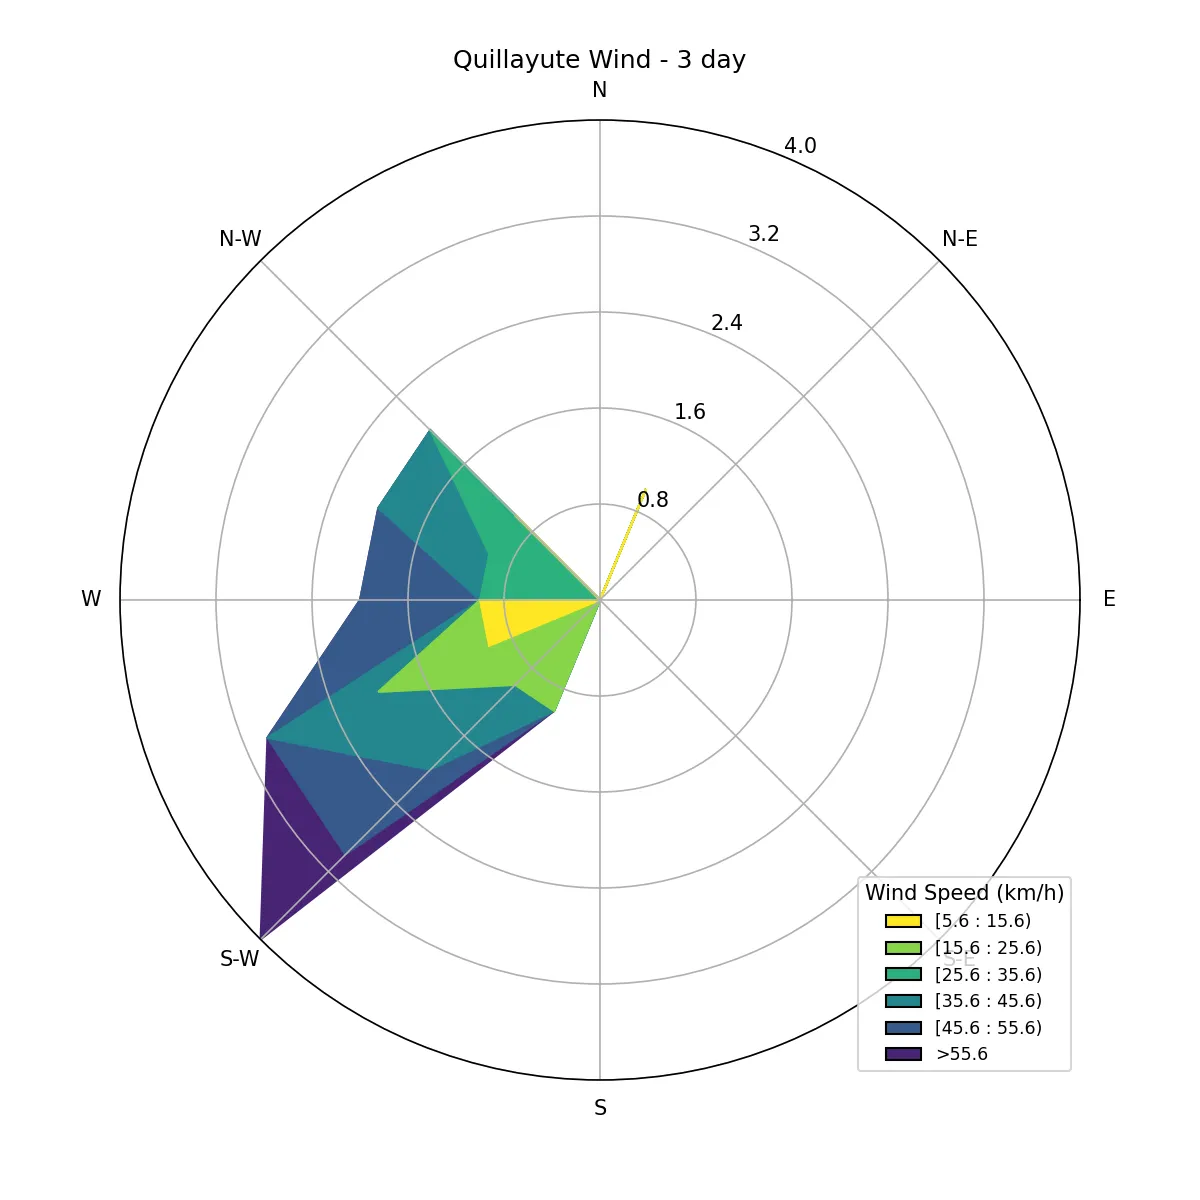 Quillayute Wind - 3 day
N
4.0
N-W
3.2
N-E
2.4
1.6
0.8
W
E
S-W
S-E
S
Wind Speed (km/h)
[5.6 : 15.6)
[15.6 : 25.6)
[25.6 : 35.6)
[35.6 : 45.6)
[45.6 : 55.6)
>55.6